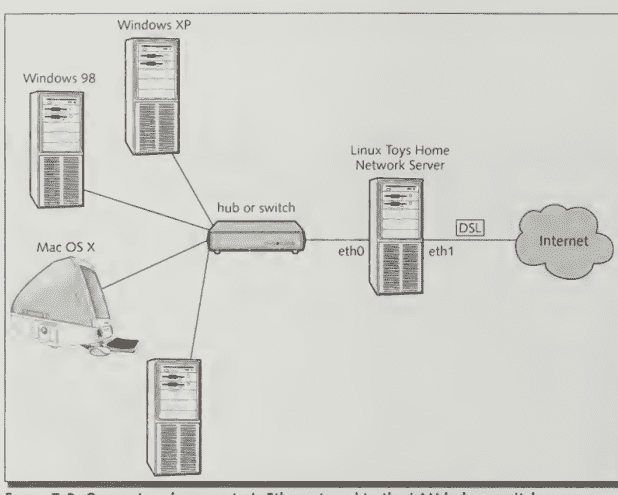 Windows XP
Windows 98
Linux Toys Home
Network Server
hub or switch
DSL
Internet
Mac OS X
eth0
eth1